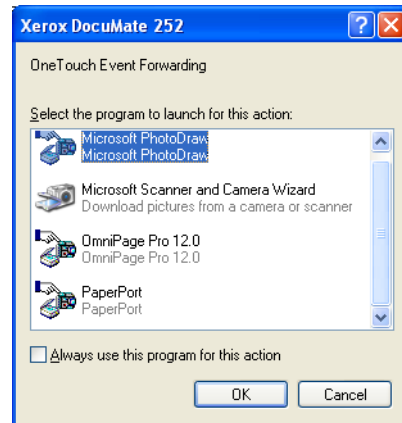 Xerox DocuMate 252
OneTouch Event Forwarding
Select the program to launch for this action:
Microsoft PhotoDraw
Microsoft PhotoDraw
Microsoft Scanner and Camera Wizard
Download pictures from a camera or scanner
OmniPage Pro 12.0
OmniPage Pro 12.0
PaperPort
PaperPort
Always use this program for this action
OK Cancel